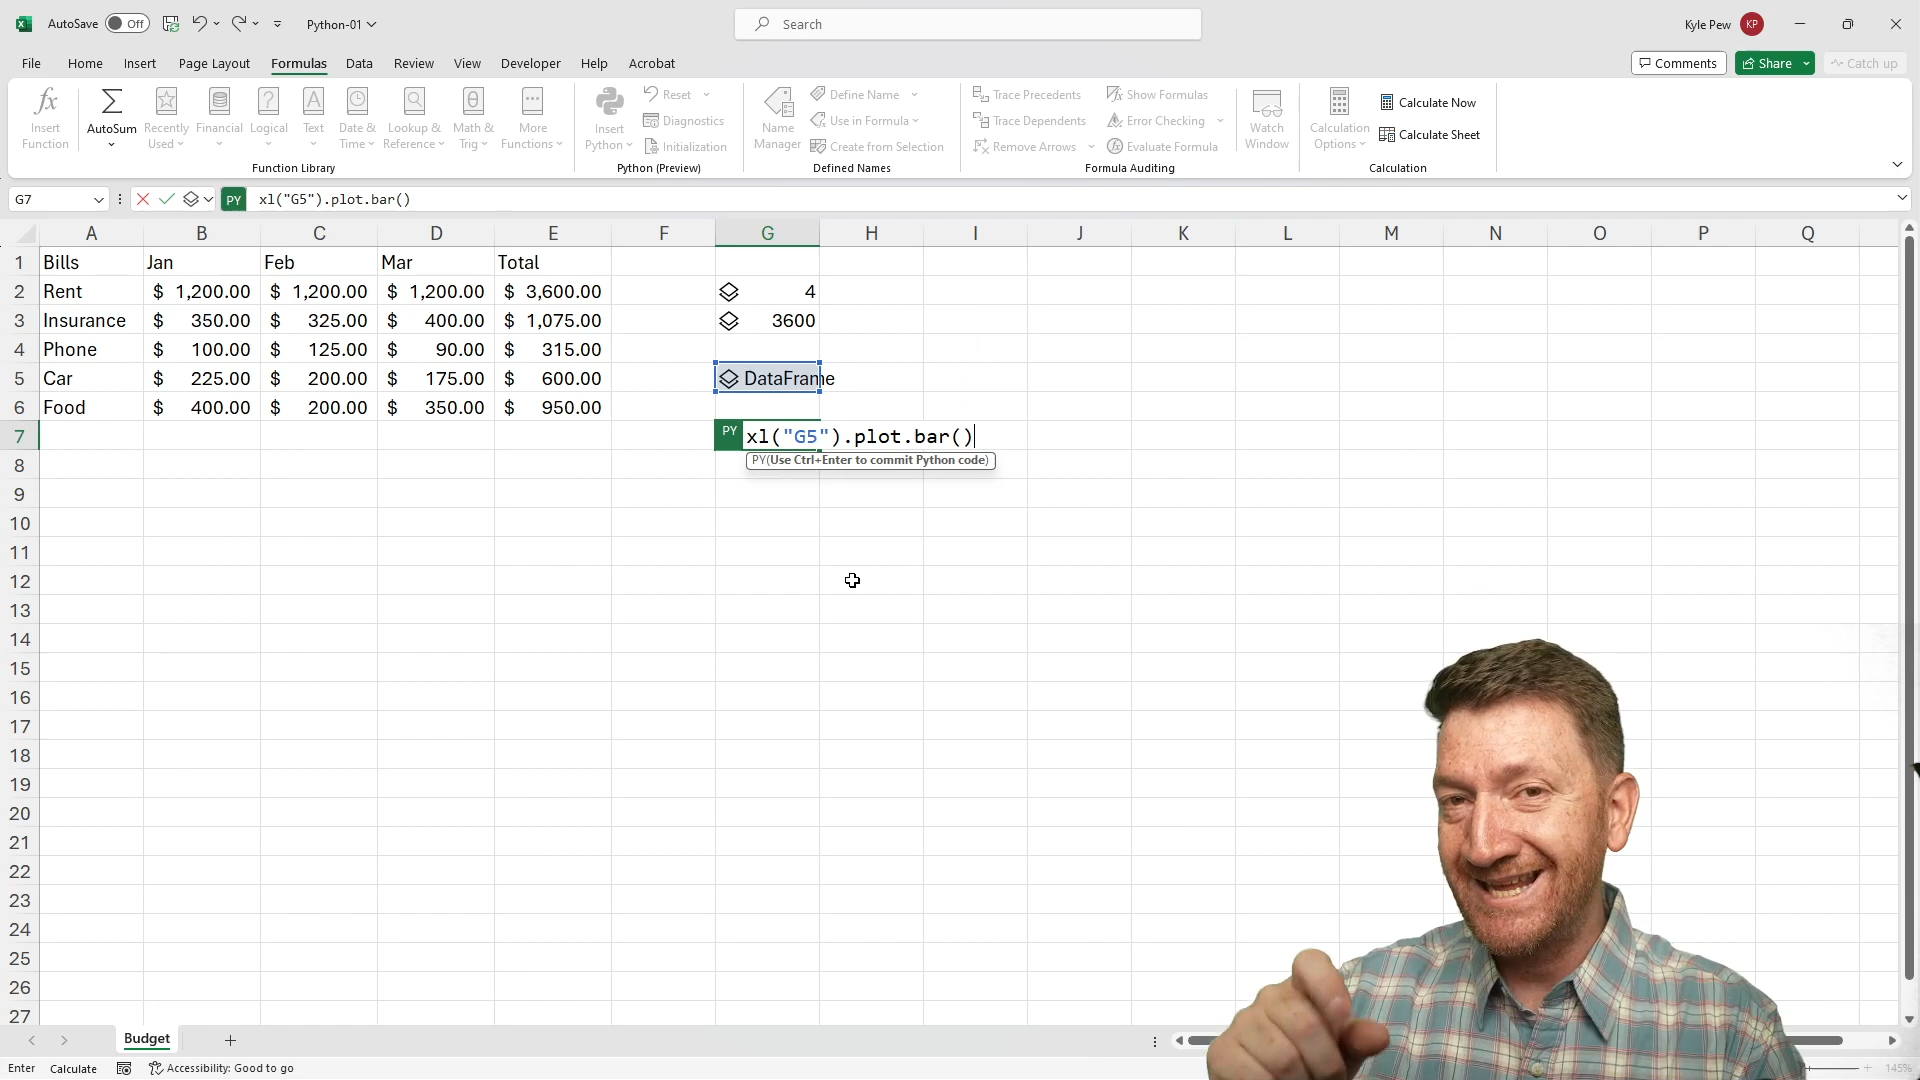 AutoSave Off Python-01 Search Kyle Pew KP
File Home Insert Page Layout Formulas Data Review View Developer Help Acrobat Comments Share Catch up
Insert Function
AutoSum
Recently Used
Financial
Logical
Text
Date & Time
Lookup & Reference
Math & Trig
More Functions
Function Library
Insert Python
Reset
Diagnostics
Initialization
Python (Preview)
Name Manager
Define Name
Use in Formula
Create from Selection
Defined Names
Trace Precedents
Trace Dependents
Remove Arrows
Show Formulas
Error Checking
Evaluate Formula
Formula Auditing
Watch Window
Calculation Options
Calculate Now
Calculate Sheet
Calculation
G7 PY xl("G5").plot.bar()
A B C D E F G H I J K L M N O P Q
1 Bills Jan Feb Mar Total
2 Rent $ 1,200.00 $ 1,200.00 $ 1,200.00 $ 3,600.00 4
3 Insurance $ 350.00 $ 325.00 $ 400.00 $ 1,075.00 3600
4 Phone $ 100.00 $ 125.00 $ 90.00 $ 315.00
5 Car $ 225.00 $ 200.00 $ 175.00 $ 600.00 DataFrame
6 Food $ 400.00 $ 200.00 $ 350.00 $ 950.00
7 PY xl("G5").plot.bar()
PY(Use Ctrl+Enter to commit Python code)
8
9
10
11
12
13
14
15
16
17
18
19
20
21
22
23
24
25
26
27
Budget
Enter Calculate Accessibility: Good to go 145%